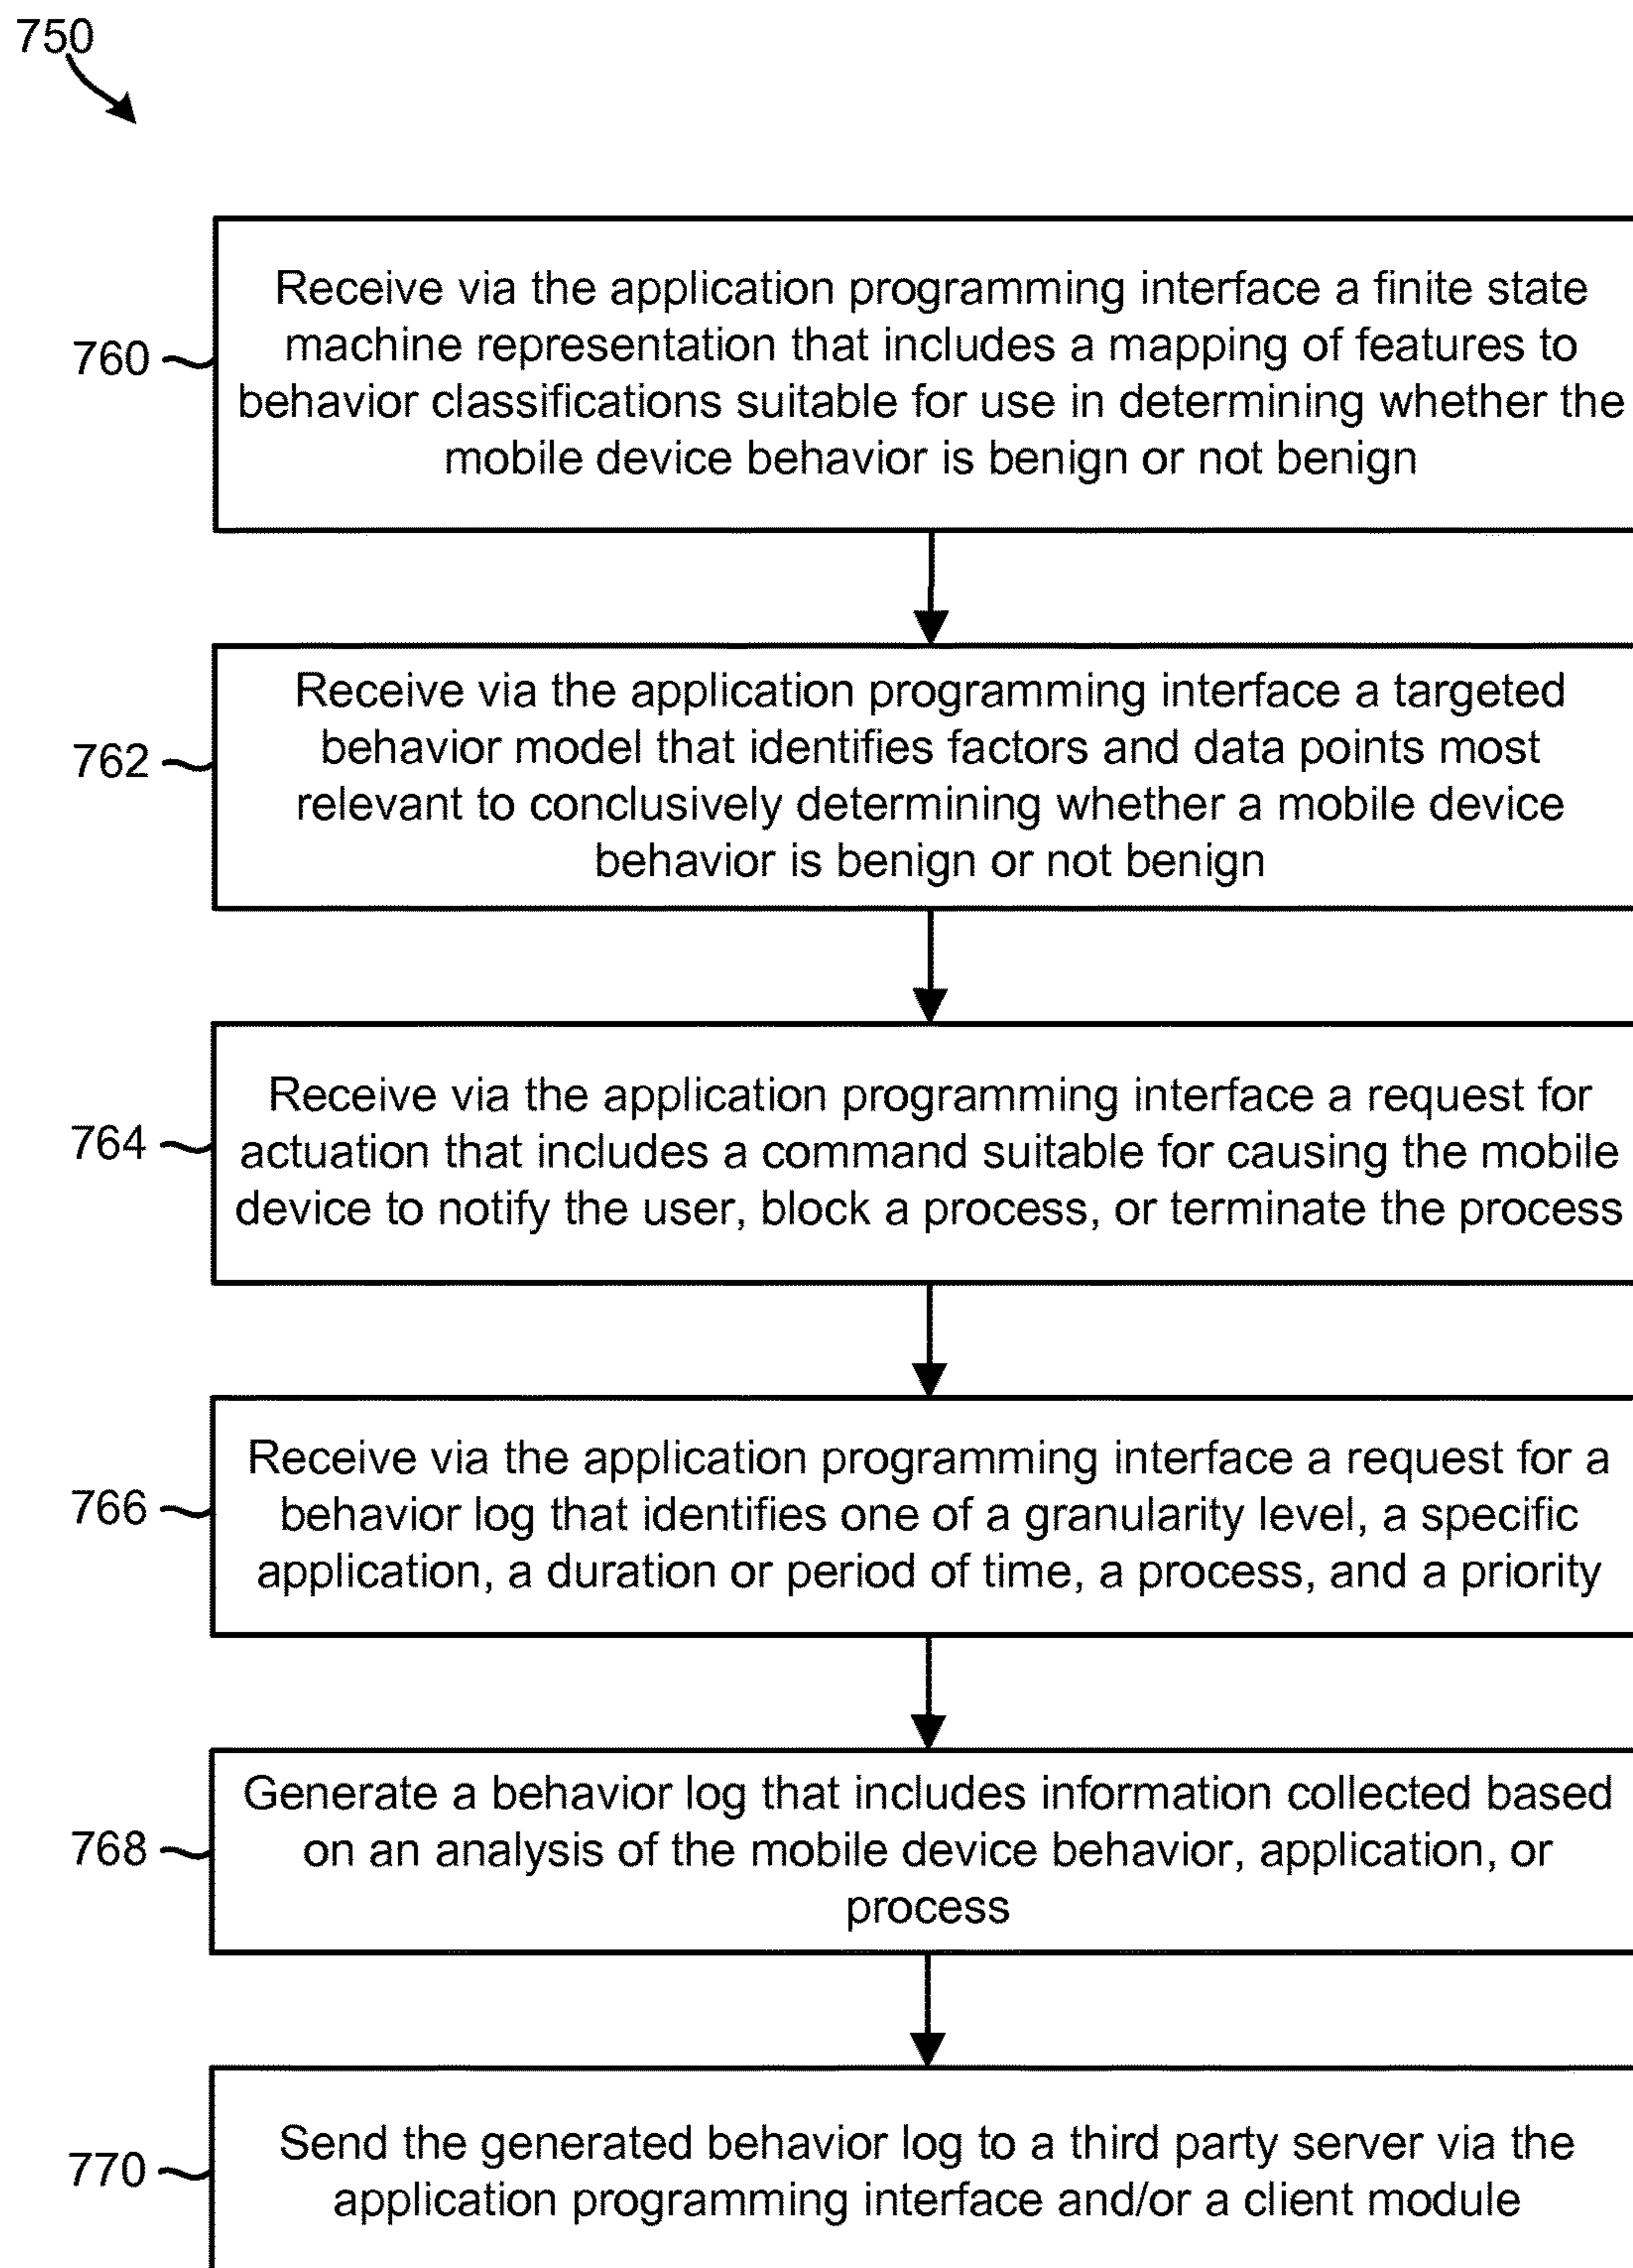 750
Receive via the application programming interface a finite state
machine representation that includes a mapping of features to
760
behavior classifications suitable for use in determining whether the
mobile device behavior is benign or not benign
Receive via the application programming interface a targeted
behavior model that identifies factors and data points most
762
relevant to conclusively determining whether a mobile device
behavior is benign or not benign
Receive via the application programming interface a request for
764
actuation that includes a command suitable for causing the mobile
device to notify the user, block a process, or terminate the process
Receive via the application programming interface a request for a
766
behavior log that identifies one of a granularity level, a specific
application, a duration or period of time, a process, and a priority
Generate a behavior log that includes information collected based
768
on an analysis of the mobile device behavior, application, or
process
Send the generated behavior log to a third party server via the
770
application programming interface and/or a client module